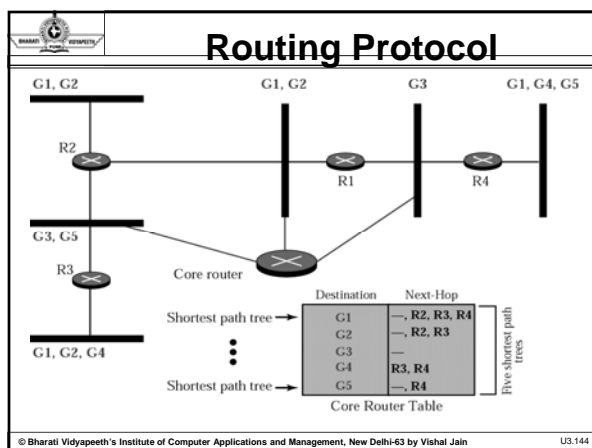 BHARATI VIDYAPEETH
PUNE
Routing Protocol
G1, G2
G1, G2
G3
G1, G4, G5
R2
R1
R4
G3, G5
R3
Core router
G1, G2, G4
Destination Next-Hop
Shortest path tree G1 —, R2, R3, R4
G2 —, R2, R3
G3 —
G4 R3, R4
Shortest path tree G5 —, R4
Five shortest path
trees
Core Router Table
© Bharati Vidyapeeth's Institute of Computer Applications and Management, New Delhi-63 by Vishal Jain U3.144